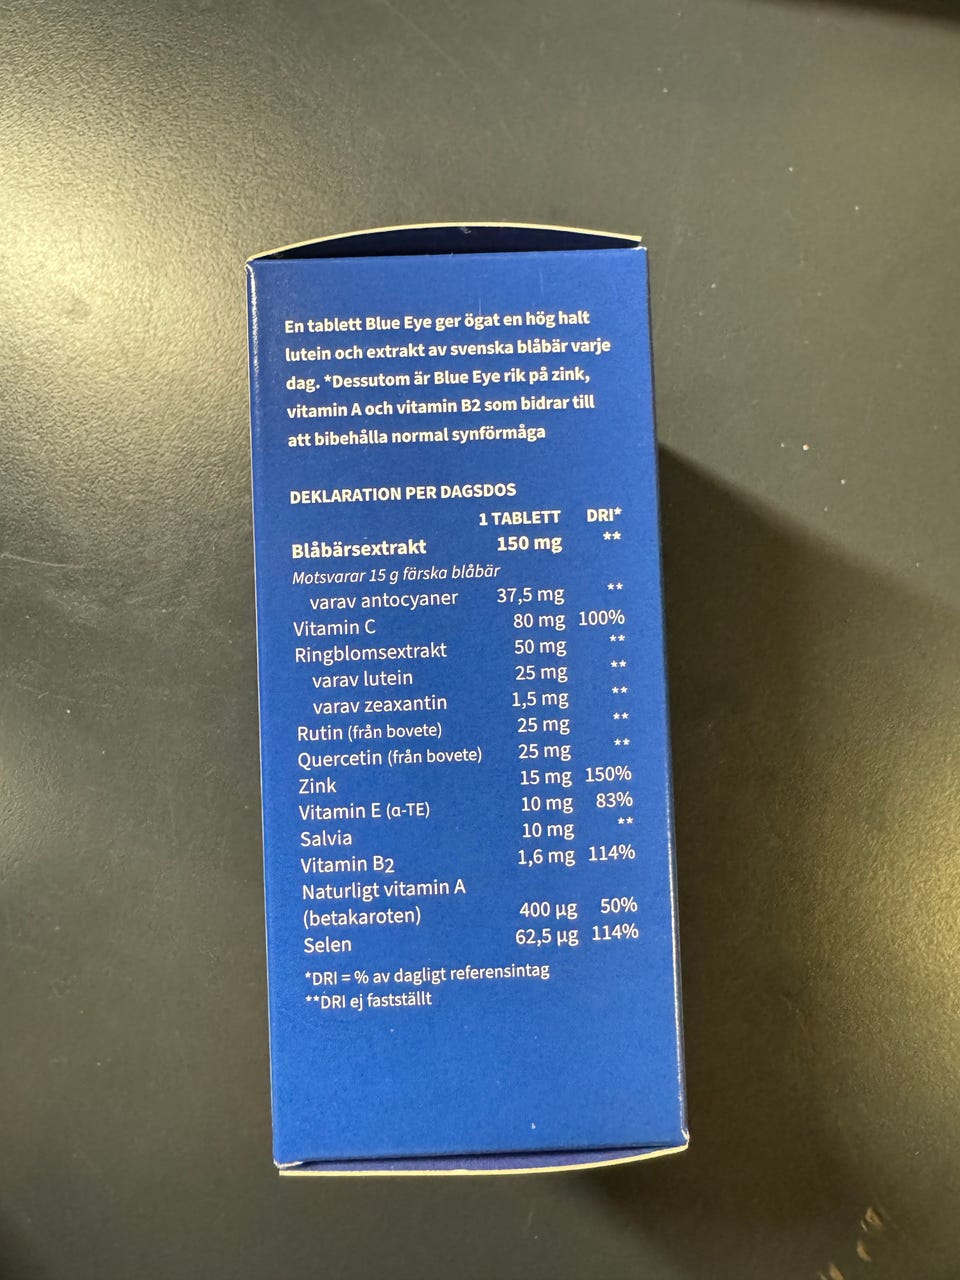 En tablett Blue Eye ger ögat en hög halt
lutein och extrakt av svenska blåbär varje
dag. *Dessutom är Blue Eye rik på zink,
vitamin A och vitamin B2 som bidrar till
att bibehålla normal synförmåga
DEKLARATION PER DAGSDOS
1 TABLETT DRI*
Blåbärsextrakt 150 mg **
Motsvarar 15 g färska blåbär
varav antocyaner 37,5 mg **
Vitamin C 80 mg 100%
Ringblomsextrakt 50 mg **
varav lutein 25 mg **
varav zeaxantin 1,5 mg **
Rutin (från bovete) 25 mg **
Quercetin (från bovete) 25 mg **
Zink 15 mg 150%
Vitamin E (α-TE) 10 mg 83%
Salvia 10 mg **
Vitamin B2 1,6 mg 114%
Naturligt vitamin A
(betakaroten) 400 µg 50%
Selen 62,5 µg 114%
*DRI = % av dagligt referensintag
**DRI ej fastställt